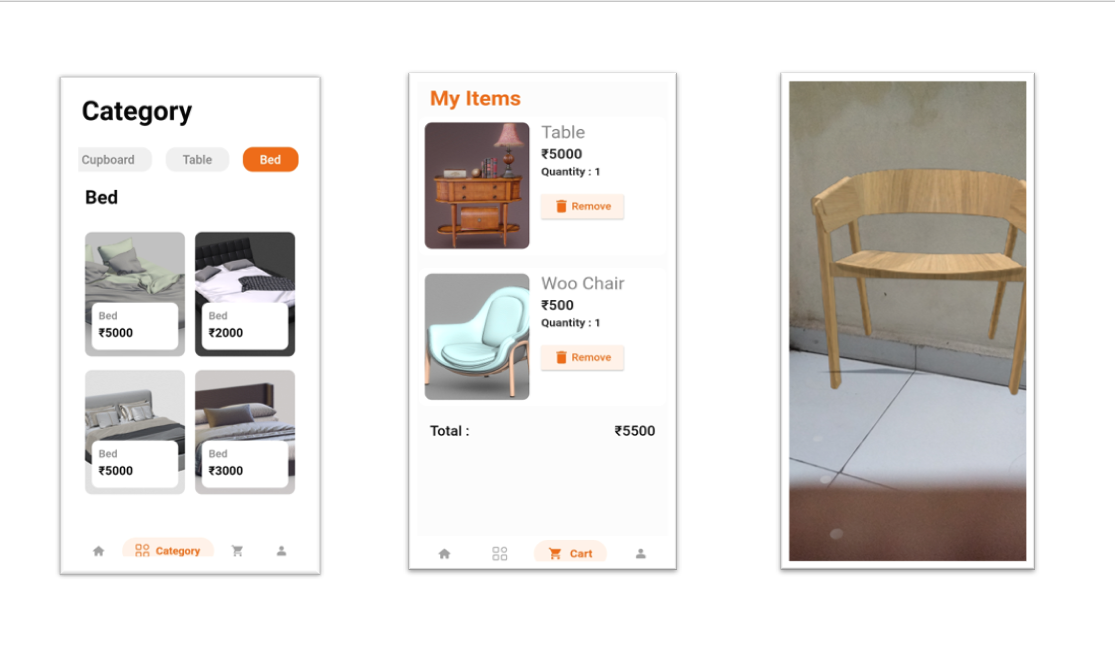 Category
Cupboard Table Bed
Bed
Bed
₹5000
Bed
₹2000
Bed
₹5000
Bed
₹3000
Category
My Items
Table
₹5000
Quantity : 1
Remove
Woo Chair
₹500
Quantity : 1
Remove
Total : ₹5500
Cart